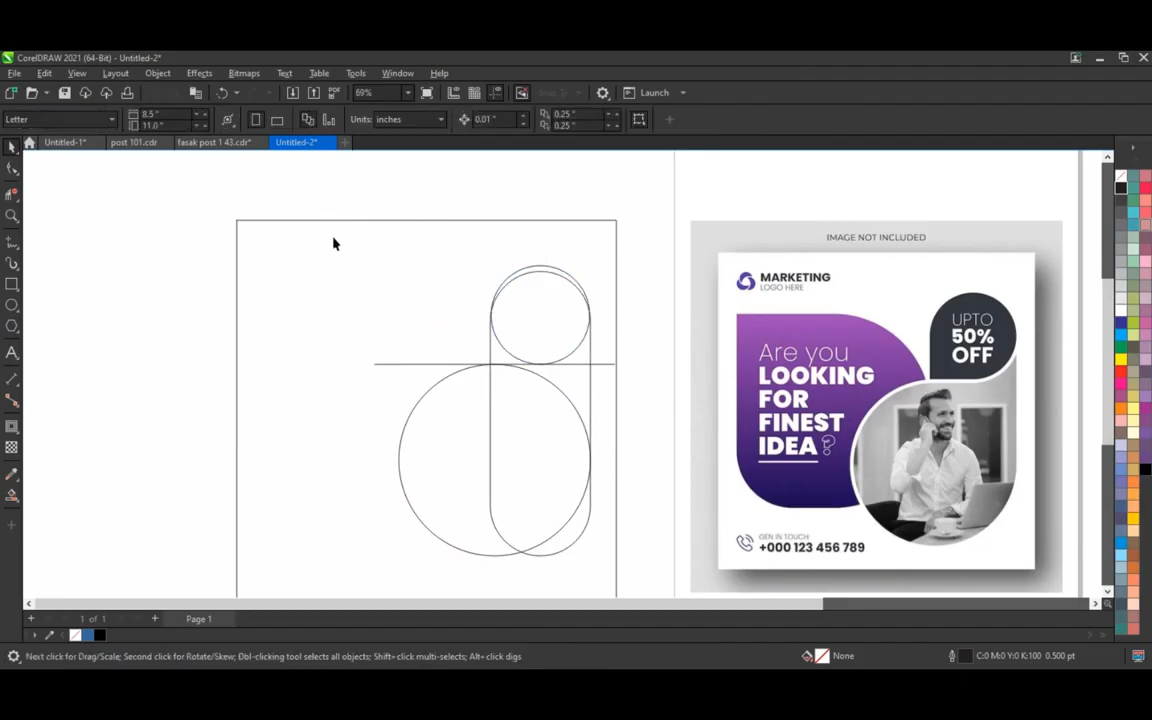 CorelDRAW 2021 (64-Bit) - Untitled-2*
File Edit View Layout Object Effects Bitmaps Text Table Tools Window Help
PDF 59% Launch
Letter 8.5 " 11.0 " Units: inches 0.01 " 0.25 " 0.25 "
Untitled-1* post 101.cdr fasak post 1 43.cdr* Untitled-2*
IMAGE NOT INCLUDED
MARKETING
LOGO HERE
UPTO
50%
OFF
Are you
LOOKING
FOR
FINEST
IDEA?
GEN IN TOUCH
+000 123 456 789
1 of 1 Page 1
Next click for Drag/Scale; Second click for Rotate/Skew; Dbl-clicking tool selects all objects; Shift+click multi-selects; Alt+click digs None C:0 M:0 Y:0 K:100 0.500 pt